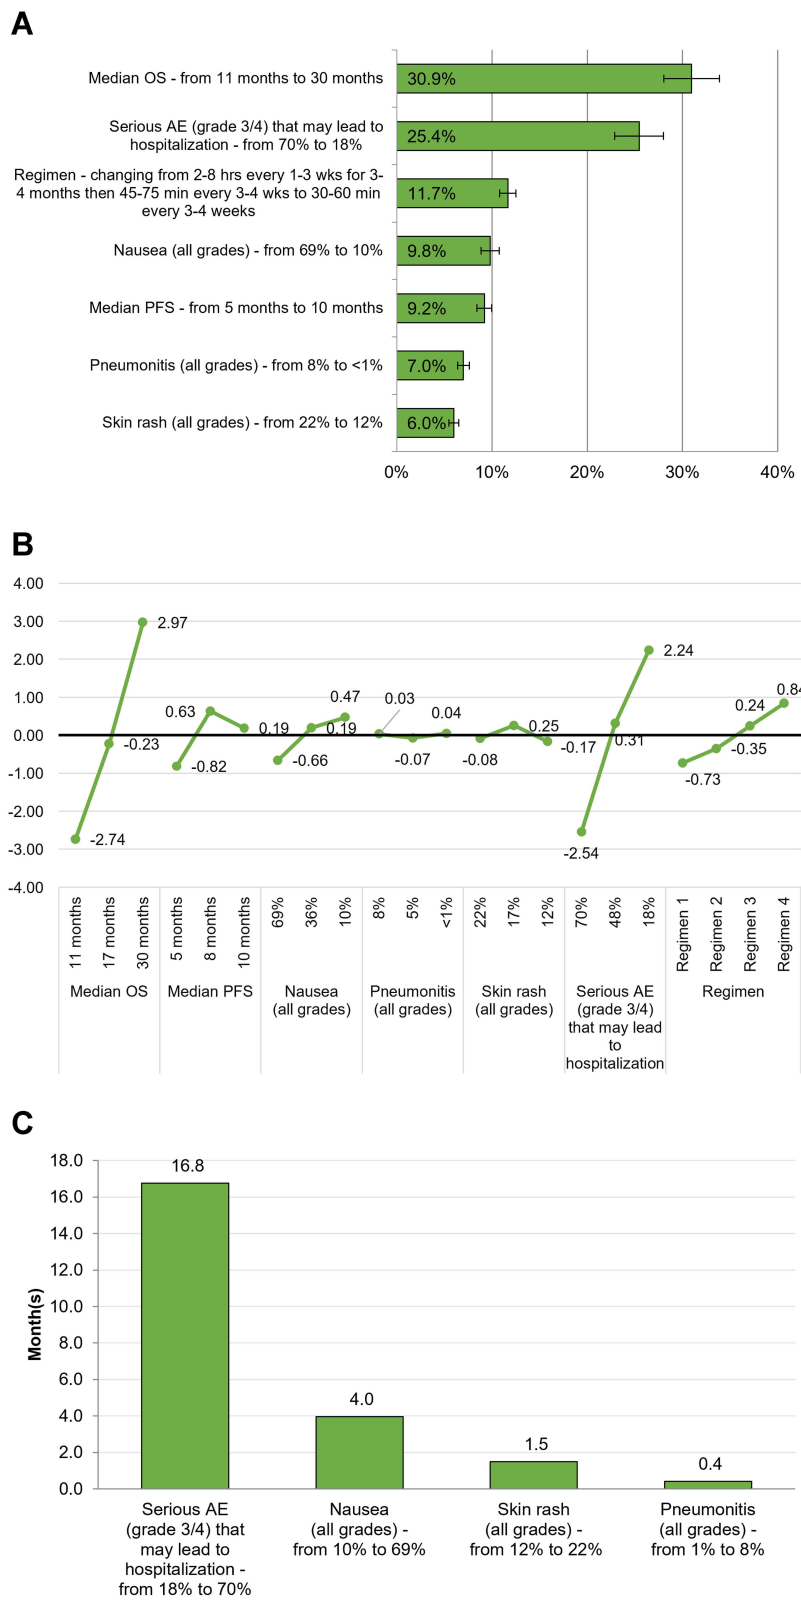 A
Median OS - from 11 months to 30 months
30.9%
Serious AE (grade 3/4) that may lead to
hospitalization - from 70% to 18%
25.4%
Regimen - changing from 2-8 hrs every 1-3 wks for 3-
4 months then 45-75 min every 3-4 wks to 30-60 min
every 3-4 weeks
11.7%
Nausea (all grades) - from 69% to 10%
9.8%
Median PFS - from 5 months to 10 months
9.2%
Pneumonitis (all grades) - from 8% to <1%
7.0%
Skin rash (all grades) - from 22% to 12%
6.0%
0% 10% 20% 30% 40%
B
4.00
3.00
2.00
1.00
0.00
-1.00
-2.00
-3.00
-4.00
-2.74
-0.23
2.97
-0.82
0.63
0.19
-0.66
0.19
0.47
0.03
-0.07
0.04
-0.08
0.25
-0.17
-2.54
0.31
2.24
-0.73
-0.35
0.24
0.84
11 months
17 months
30 months
5 months
8 months
10 months
69%
36%
10%
8%
5%
<1%
22%
17%
12%
70%
48%
18%
Regimen 1
Regimen 2
Regimen 3
Regimen 4
Median OS
Median PFS
Nausea
(all grades)
Pneumonitis
(all grades)
Skin rash
(all grades)
Serious AE
(grade 3/4)
that may lead
to
hospitalization
Regimen
C
Month(s)
18.0
16.0
14.0
12.0
10.0
8.0
6.0
4.0
2.0
0.0
16.8
4.0
1.5
0.4
Serious AE
(grade 3/4) that
may lead to
hospitalization -
from 18% to 70%
Nausea
(all grades) -
from 10% to 69%
Skin rash
(all grades) -
from 12% to 22%
Pneumonitis
(all grades) -
from 1% to 8%